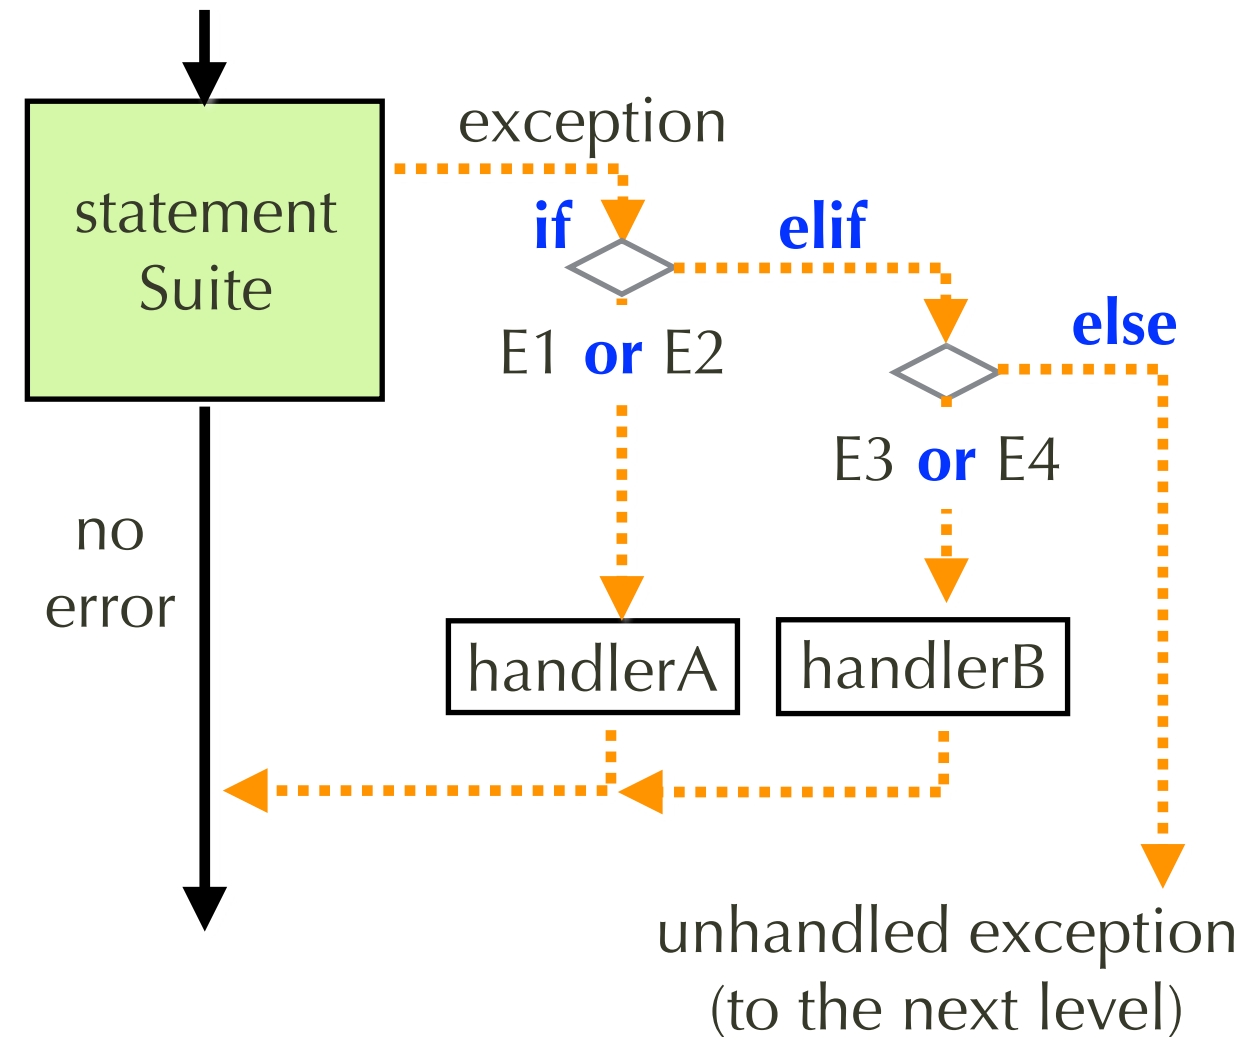 exception
statement
Suite
if
elif
else
E1 or E2
E3 or E4
no
error
handlerA
handlerB
unhandled exception
(to the next level)